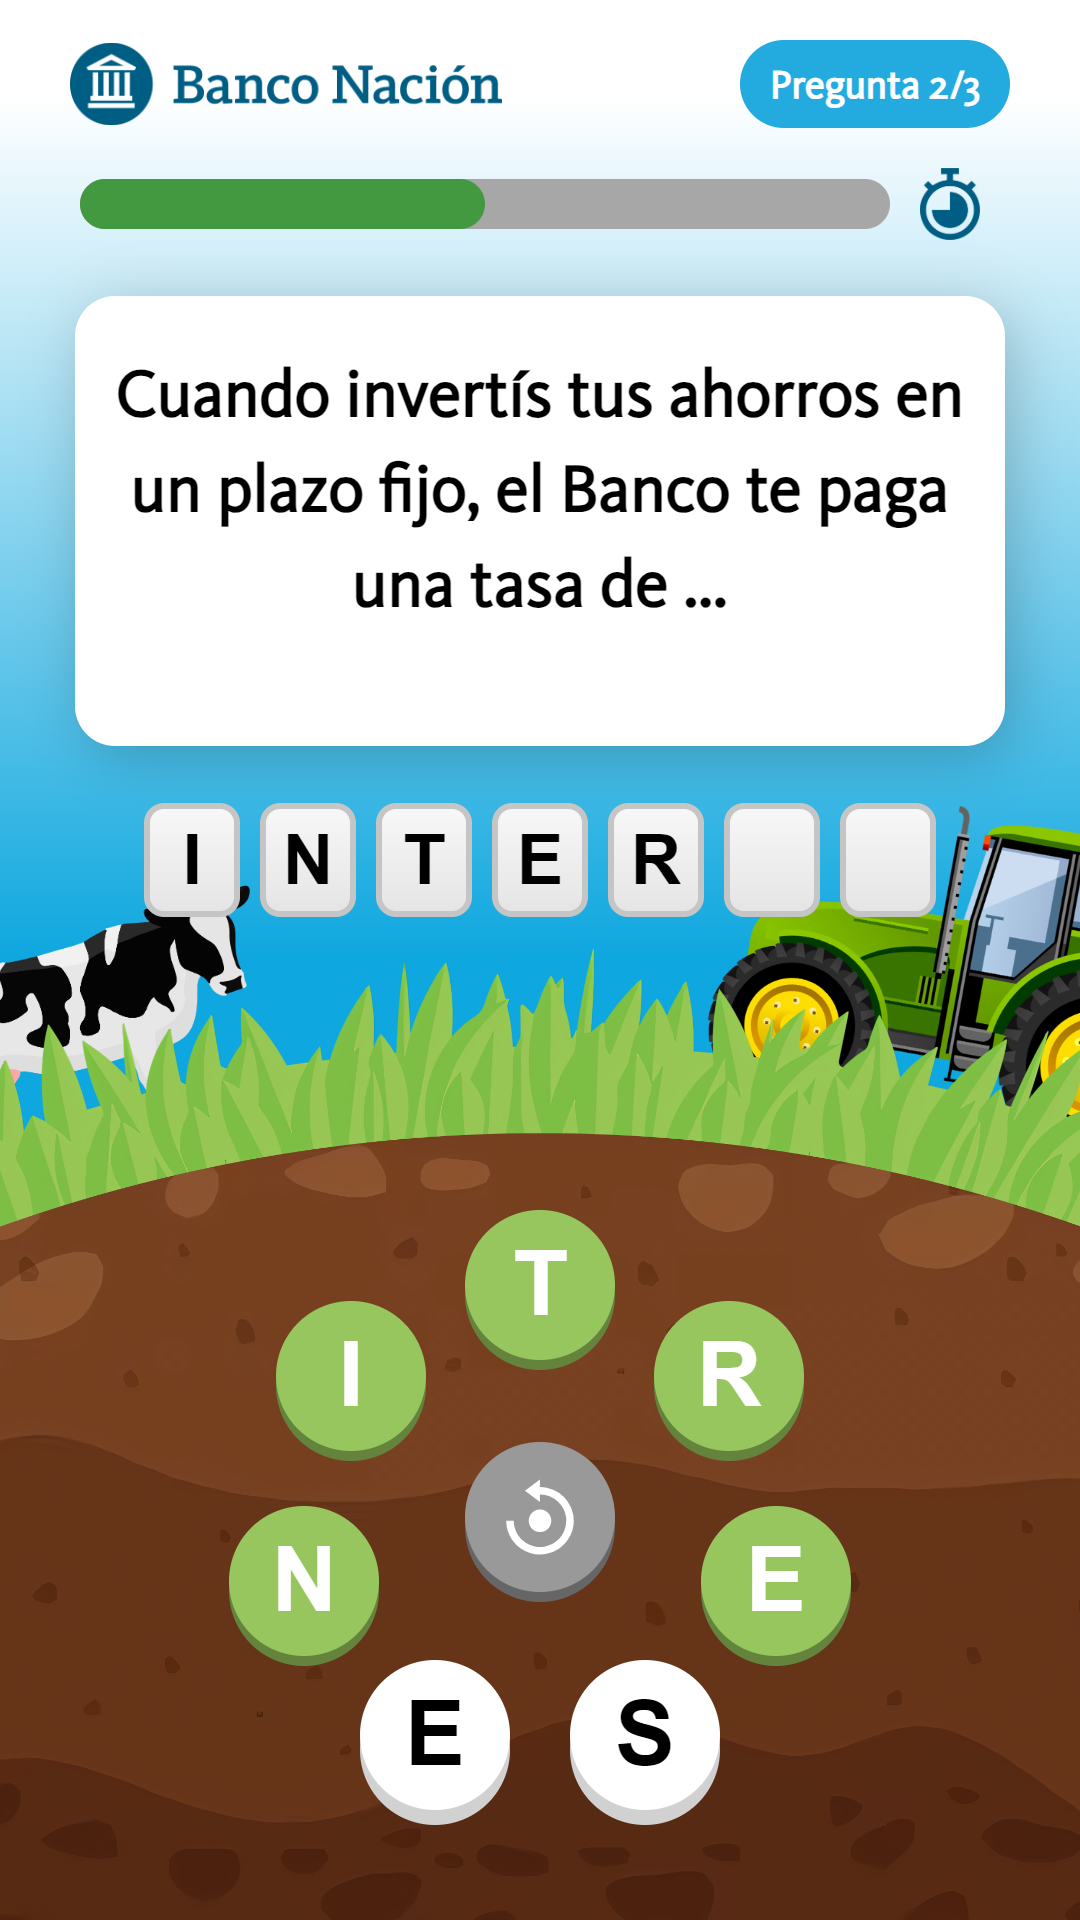 Banco Nación
Pregunta 2/3
Cuando invertís tus ahorros en
un plazo fijo, el Banco te paga
una tasa de ...
I N T E R
T
I R
N E
E S